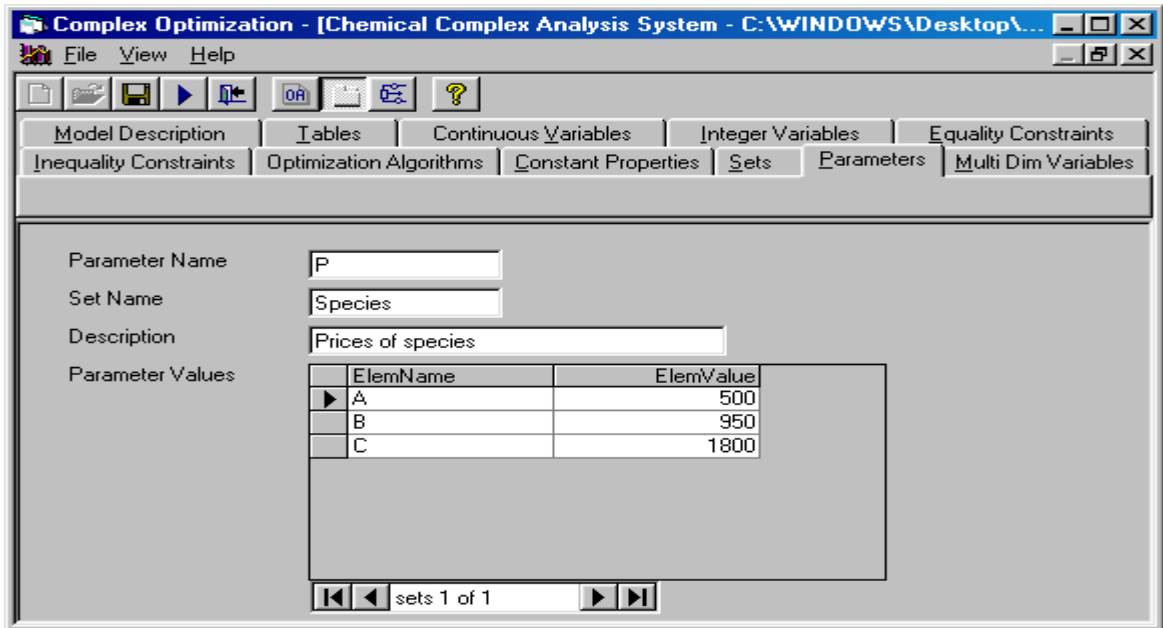 Complex Optimization - [Chemical Complex Analysis System - C:\WINDOWS\Desktop\...
File View Help
OA ?
Model Description Tables Continuous Variables Integer Variables Equality Constraints
Inequality Constraints Optimization Algorithms Constant Properties Sets Parameters Multi Dim Variables
Parameter Name P
Set Name Species
Description Prices of species
Parameter Values ElemName ElemValue
A 500
B 950
C 1800
sets 1 of 1